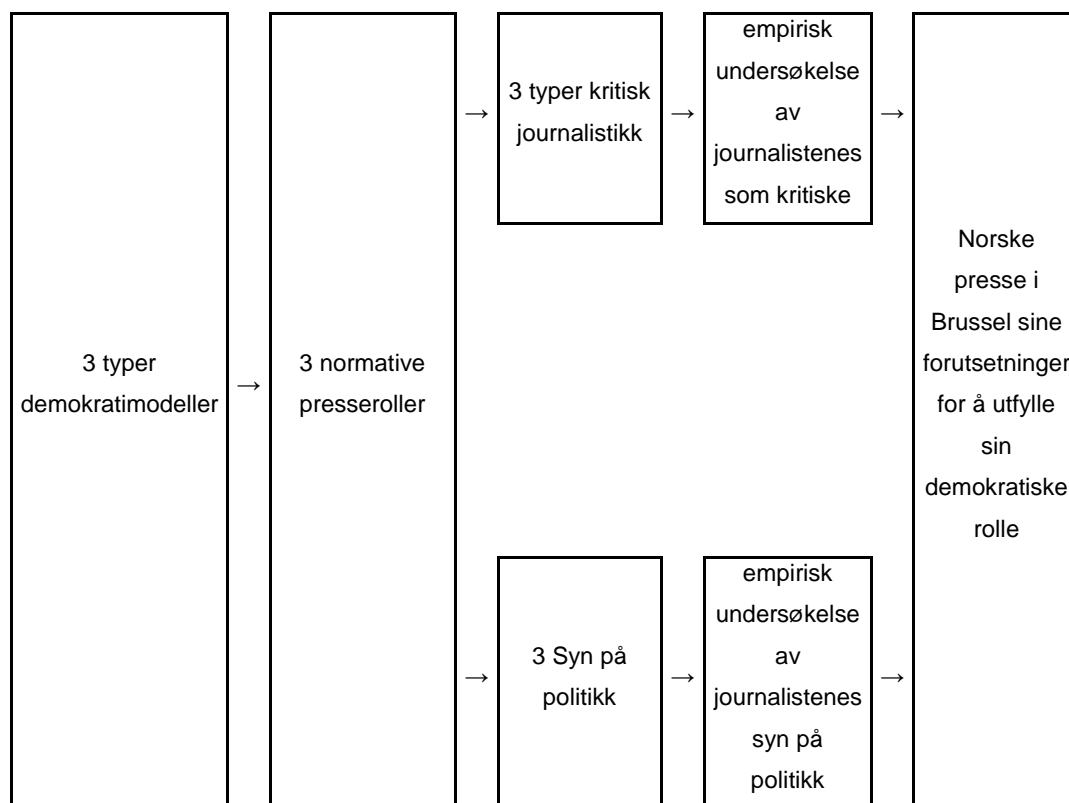 3 typer
demokratimodeller
→
3 normative
presseroller
→
3 typer kritisk
journalistikk
→
empirisk
undersøkelse
av
journalistenes
som kritiske
→
→
3 Syn på
politikk
→
empirisk
undersøkelse
av
journalistenes
syn på
politikk
→
Norske
presse i
Brussel sine
forutsetninger
for å utfylle
sin
demokratiske
rolle